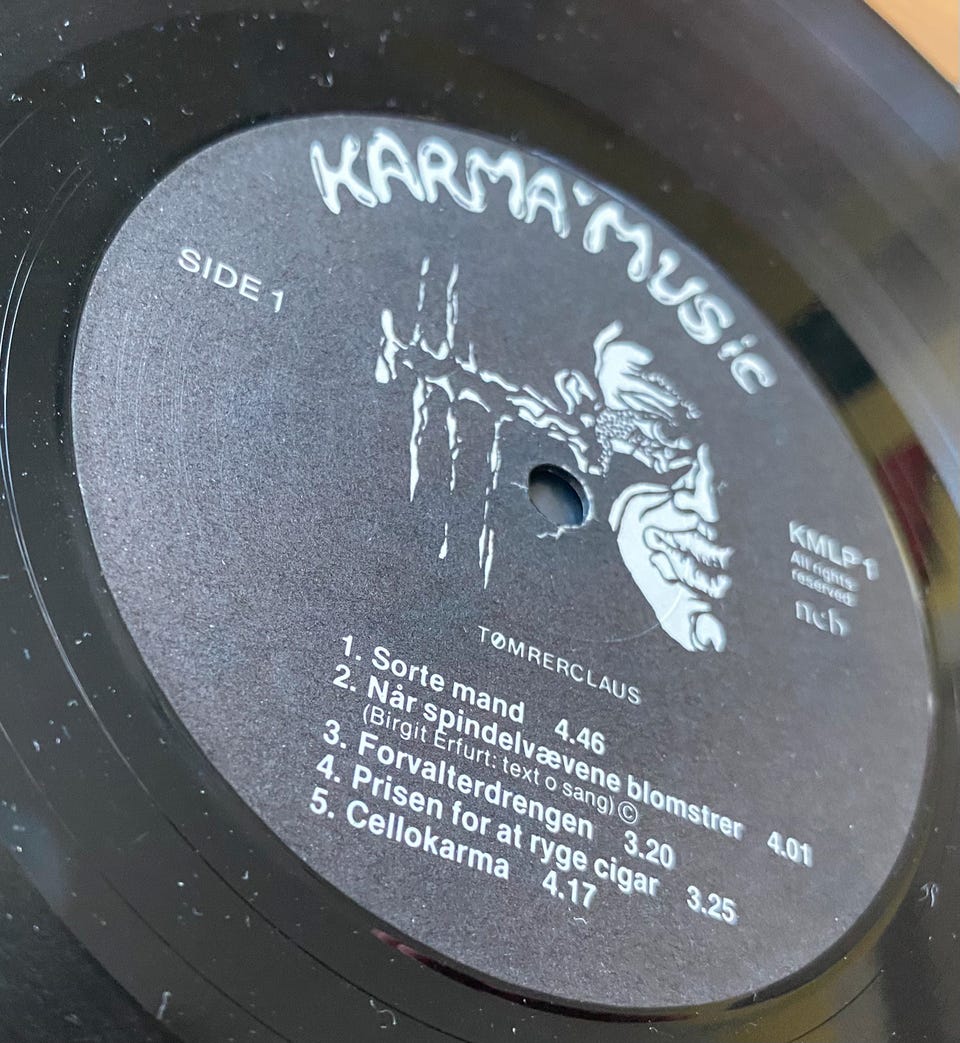 KARMA MUSic
SIDE 1
KMLP 1
All rights
reserved
ncb
TØMRERCLAUS
1. Sorte mand 4.46
2. Når spindelvævene blomstrer 4.01
(Birgit Erfurt: text o sang) ©
3. Forvalterdrengen 3.20
4. Prisen for at ryge cigar 3.25
5. Cellokarma 4.17